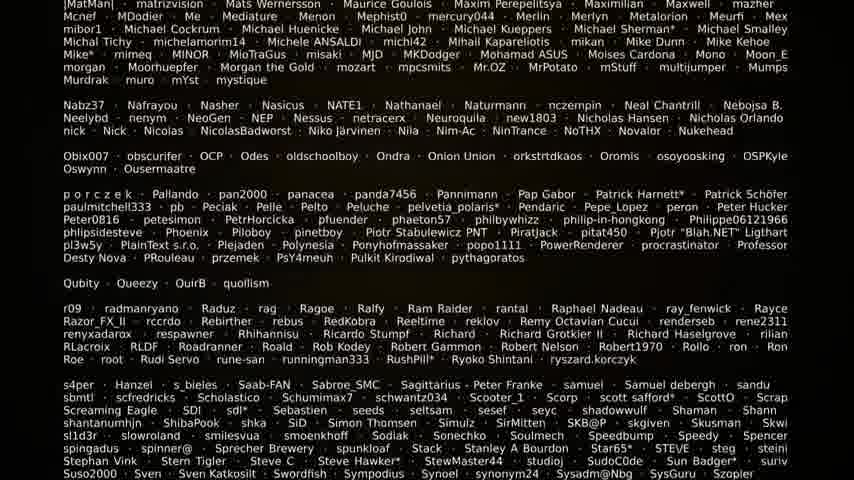 [MatMan] · matrizvision · Mats Wernersson · Maurice Goulois · Maxim Perepelitsya · Maximilian · Maxwell · mazher
Mcnef · MDodier · Me · Mediature · Menon · Mephist0 · mercury044 · Merlin · Merlyn · Metalorion · Meurfi · Mex
mibor1 · Michael Cockrum · Michael Huenicke · Michael John · Michael Kueppers · Michael Sherman* · Michael Smalley
Michal Tichy · michelamorim14 · Michele ANSALDI · michl42 · Mihail Kapareliotis · mikan · Mike Dunn · Mike Kehoe
Mike* · mimeq · MINOR · MioTraGus · misaki · MJD · MKDodger · Mohamad ASUS · Moises Cardona · Mono · Moon_E
morgan · Moorhuepfer · Morgan the Gold · mozart · mpcsmits · Mr.OZ · MrPotato · mStuff · multijumper · Mumps
Murdrak · muro · mYst · mystique
Nabz37 · Nafrayou · Nasher · Nasicus · NATE1 · Nathanael · Naturmann · nczempin · Neal Chantrill · Nebojsa B.
Neelybd · nenym · NeoGen · NEP · Nessus · netracerx · Neuroquila · new1803 · Nicholas Hansen · Nicholas Orlando
nick · Nick · Nicolas · NicolasBadworst · Niko Järvinen · Nila · Nim-Ac · NinTrance · NoTHX · Novalor · Nukehead
Obix007 · obscurifer · OCP · Odes · oldschoolboy · Ondra · Onion Union · orkstrtdkaos · Oromis · osoyoosking · OSPKyle
Oswynn · Ousermaatre
p o r c z e k · Pallando · pan2000 · panacea · panda7456 · Pannimann · Pap Gabor · Patrick Harnett* · Patrick Schöfer
paulmitchell333 · pb · Peciak · Pelle · Pelto · Peluche · pelvetia_polaris* · Pendaric · Pepe_Lopez · peron · Peter Hucker
Peter0816 · petesimon · PetrHorcicka · pfuender · phaeton57 · philbywhizz · philip-in-hongkong · Philippe06121966
phlipsidesteve · Phoenix · Piloboy · pinetboy · Piotr Stabulewicz PNT · PiratJack · pitat450 · Pjotr "Blah.NET" Ligthart
pl3w5y · PlainText s.r.o. · Plejaden · Polynesia · Ponyhofmassaker · popo1111 · PowerRenderer · procrastinator · Professor
Desty Nova · PRouleau · przemek · PsY4meuh · Pulkit Kirodiwal · pythagoratos
Qubity · Queezy · QuirB · quollism
r09 · radmanryano · Raduz · rag · Ragoe · Ralfy · Ram Raider · rantal · Raphael Nadeau · ray_fenwick · Rayce
Razor_FX_II · rccrdo · Rebirther · rebus · RedKobra · Reeltime · reklov · Remy Octavian Cucui · renderseb · rene2311
renyxadarox · respawner · Rhihannisu · Ricardo Stumpf · Richard · Richard Grotkier II · Richard Haselgrove · rilian
RLacroix · RLDF · Roadranner · Roald · Rob Kodey · Robert Gammon · Robert Nelson · Robert1970 · Rollo · ron · Ron
Roe · root · Rudi Servo · rune-san · runningman333 · RushPill* · Ryoko Shintani · ryszard.korczyk
s4per · Hanzel · s_bieles · Saab-FAN · Sabroe_SMC · Sagittarius - Peter Franke · samuel · Samuel debergh · sandu
sbmtl · scfredricks · Scholastico · Schumimax7 · schwantz034 · Scooter_1 · Scorp · scott safford* · ScottO · Scrap
Screaming Eagle · SDI · sdl* · Sebastien · seeds · seltsam · sesef · seyc · shadowwulf · Shaman · Shann
shantanumhjn · ShibaPook · shka · SiD · Simon Thomsen · Simulz · SirMitten · SKB@P · skgiven · Skusman · Skwi
sl1d3r · slowroland · smilesvua · smoenkhoff · Sodiak · Sonechko · Soulmech · Speedbump · Speedy · Spencer
spingadus · spinner@ · Sprecher Brewery · spunkloaf · Stack · Stanley A Bourdon · Star65* · STE\/E · steg · steini
Stephan Vink · Stern Tigler · Steve C · Steve Hawker* · StewMaster44 · studioj · SudoC0de · Sun Badger* · suriv
Suso2000 · Sven · Sven Katkosilt · Swordfish · Sympodius · Synoel · synonym24 · Sysadm@Nbg · SysGuru · Szopler